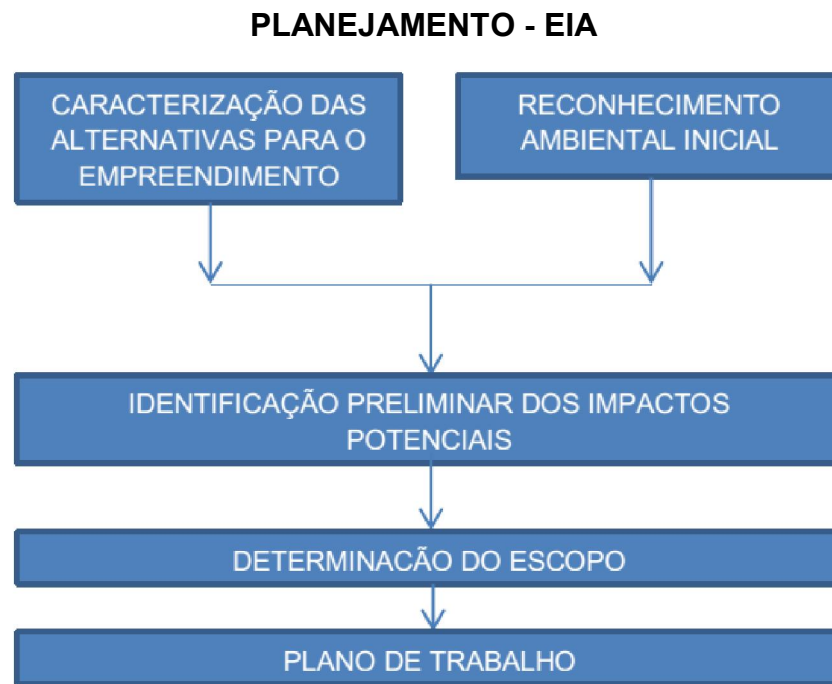 PLANEJAMENTO - EIA
CARACTERIZAÇÃO DAS
ALTERNATIVAS PARA O
EMPREENDIMENTO
RECONHECIMENTO
AMBIENTAL INICIAL
IDENTIFICAÇÃO PRELIMINAR DOS IMPACTOS
POTENCIAIS
DETERMINACÃO DO ESCOPO
PLANO DE TRABALHO